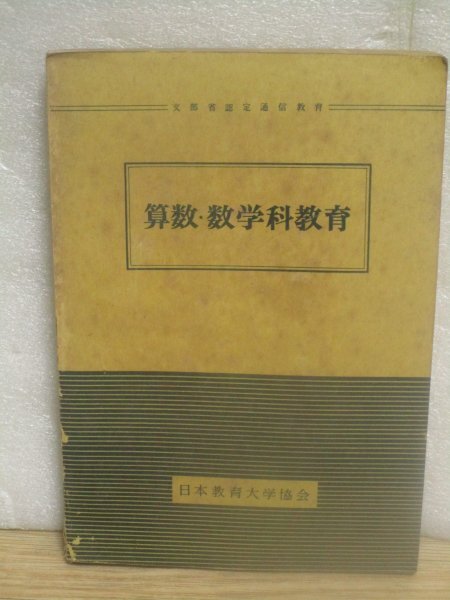 文部省認定通信教育
算数・数学科教育
日本教育大学協会